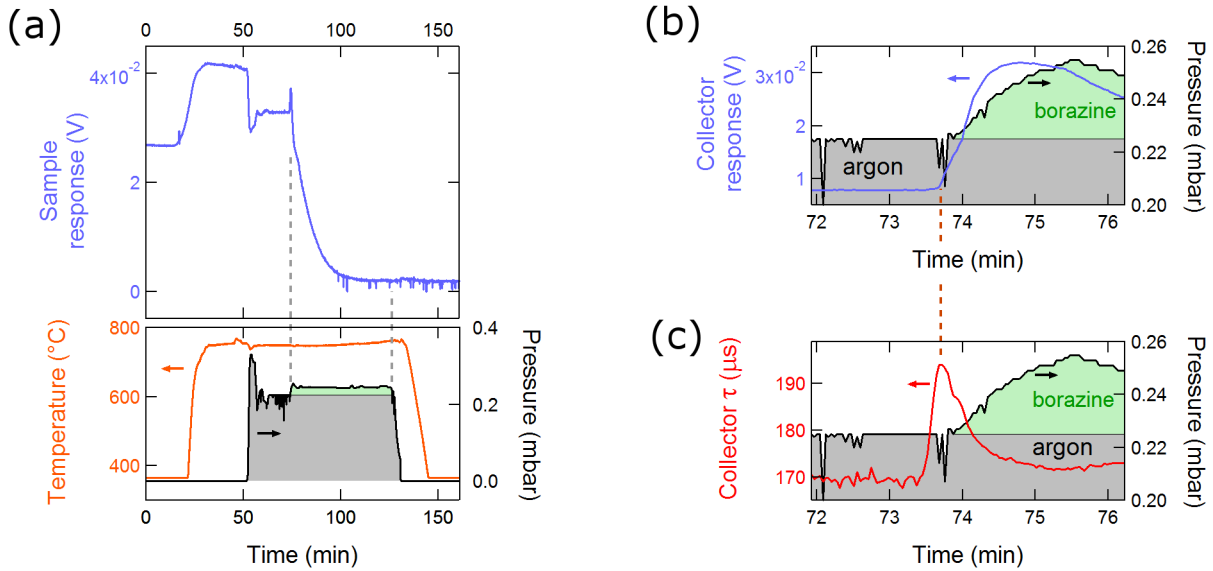 (a)
0 50 100 150
Sample
response (V)
4x10⁻²
2
0
Temperature (°C)
800
600
400
0.4
0.2
0.0
Pressure (mbar)
0 50 100 150
Time (min)
(b)
Collector
response (V)
3x10⁻²
2
1
argon
borazine
0.26
0.24
0.22
0.20
Pressure (mbar)
72 73 74 75 76
Time (min)
(c)
Collector τ (μs)
190
180
170
borazine
argon
0.26
0.24
0.22
0.20
Pressure (mbar)
72 73 74 75 76
Time (min)